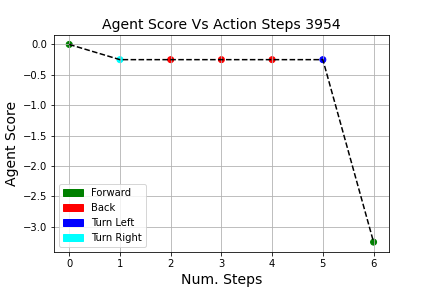 Agent Score Vs Action Steps 3954
Agent Score
0.0
−0.5
−1.0
−1.5
−2.0
−2.5
−3.0
Forward
Back
Turn Left
Turn Right
0 1 2 3 4 5 6
Num. Steps